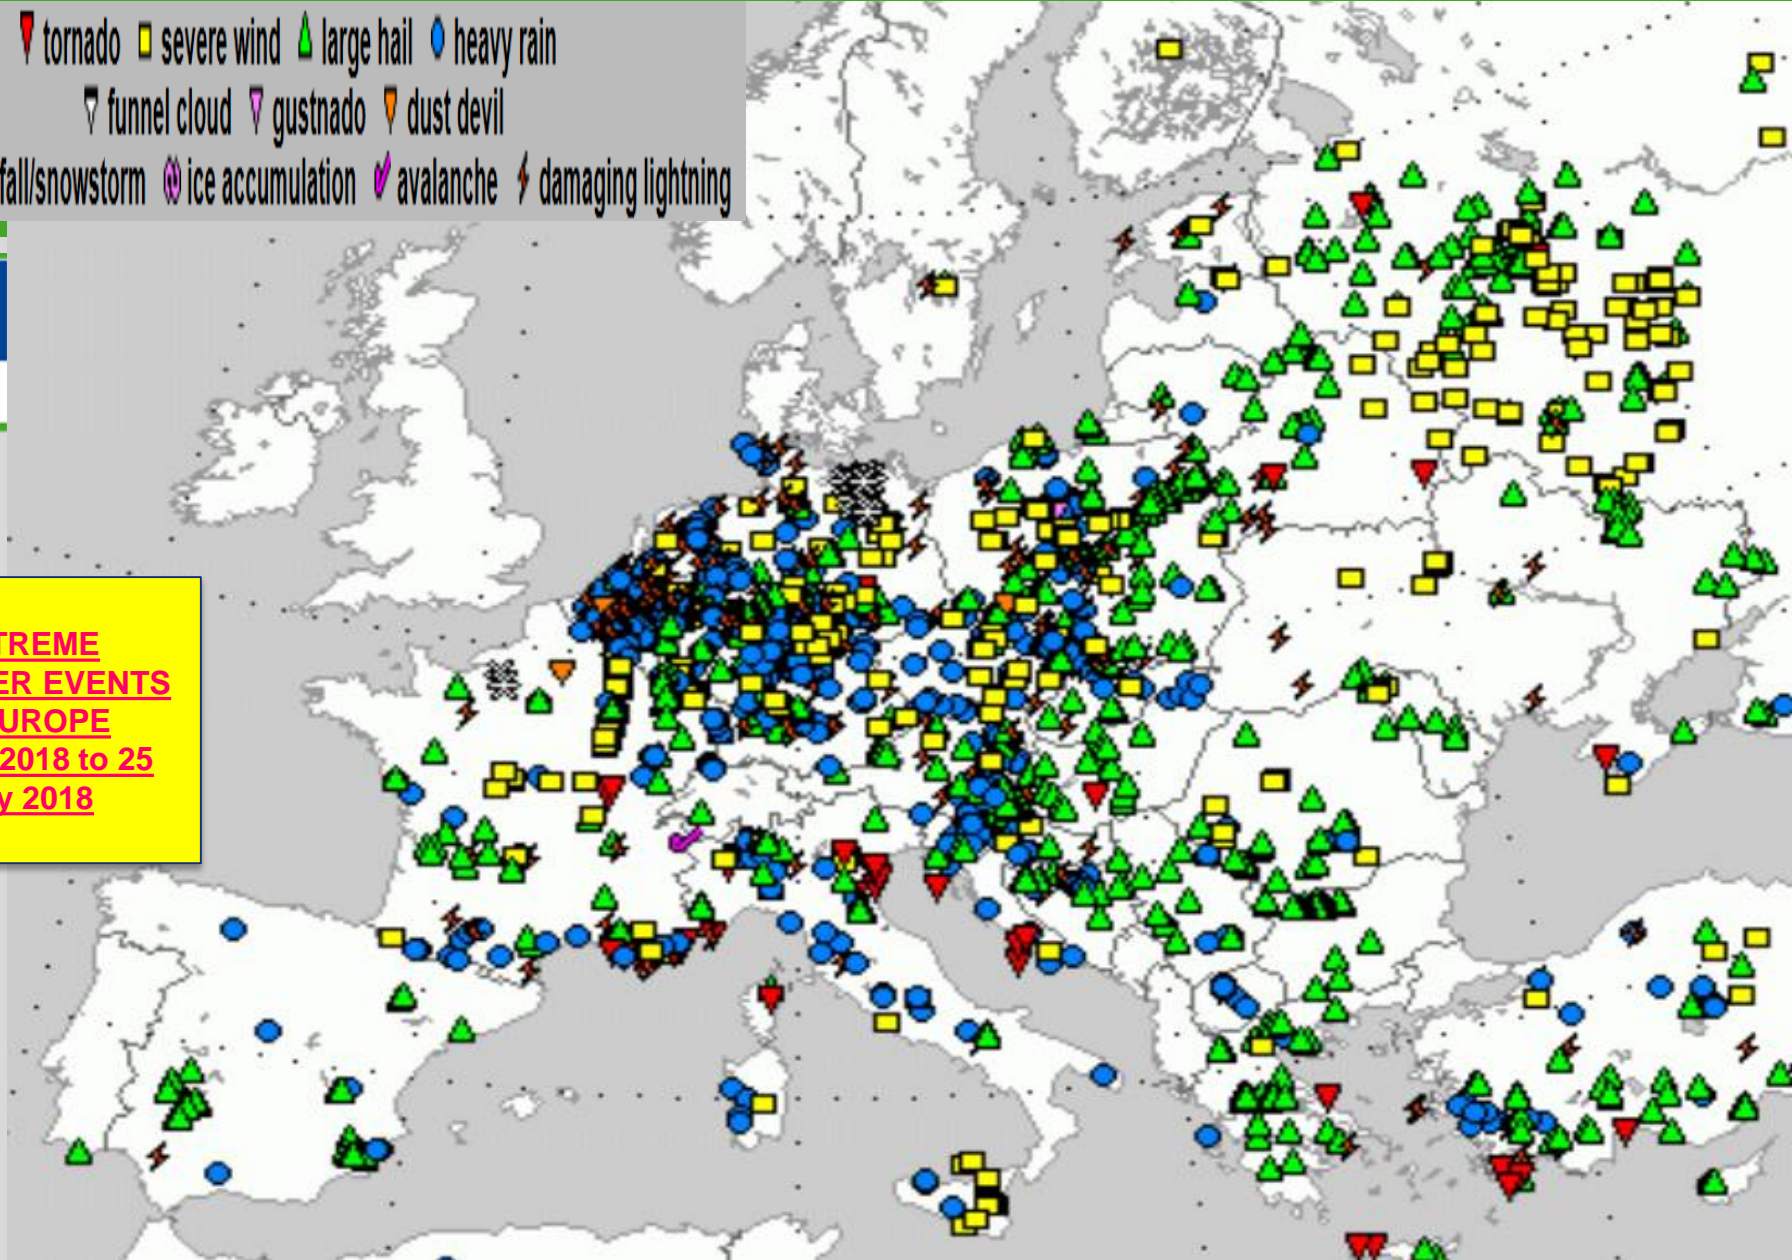 tornado severe wind large hail heavy rain
funnel cloud gustnado dust devil
fall/snowstorm ice accumulation avalanche damaging lightning
TREME
ER EVENTS
UROPE
2018 to 25
y 2018